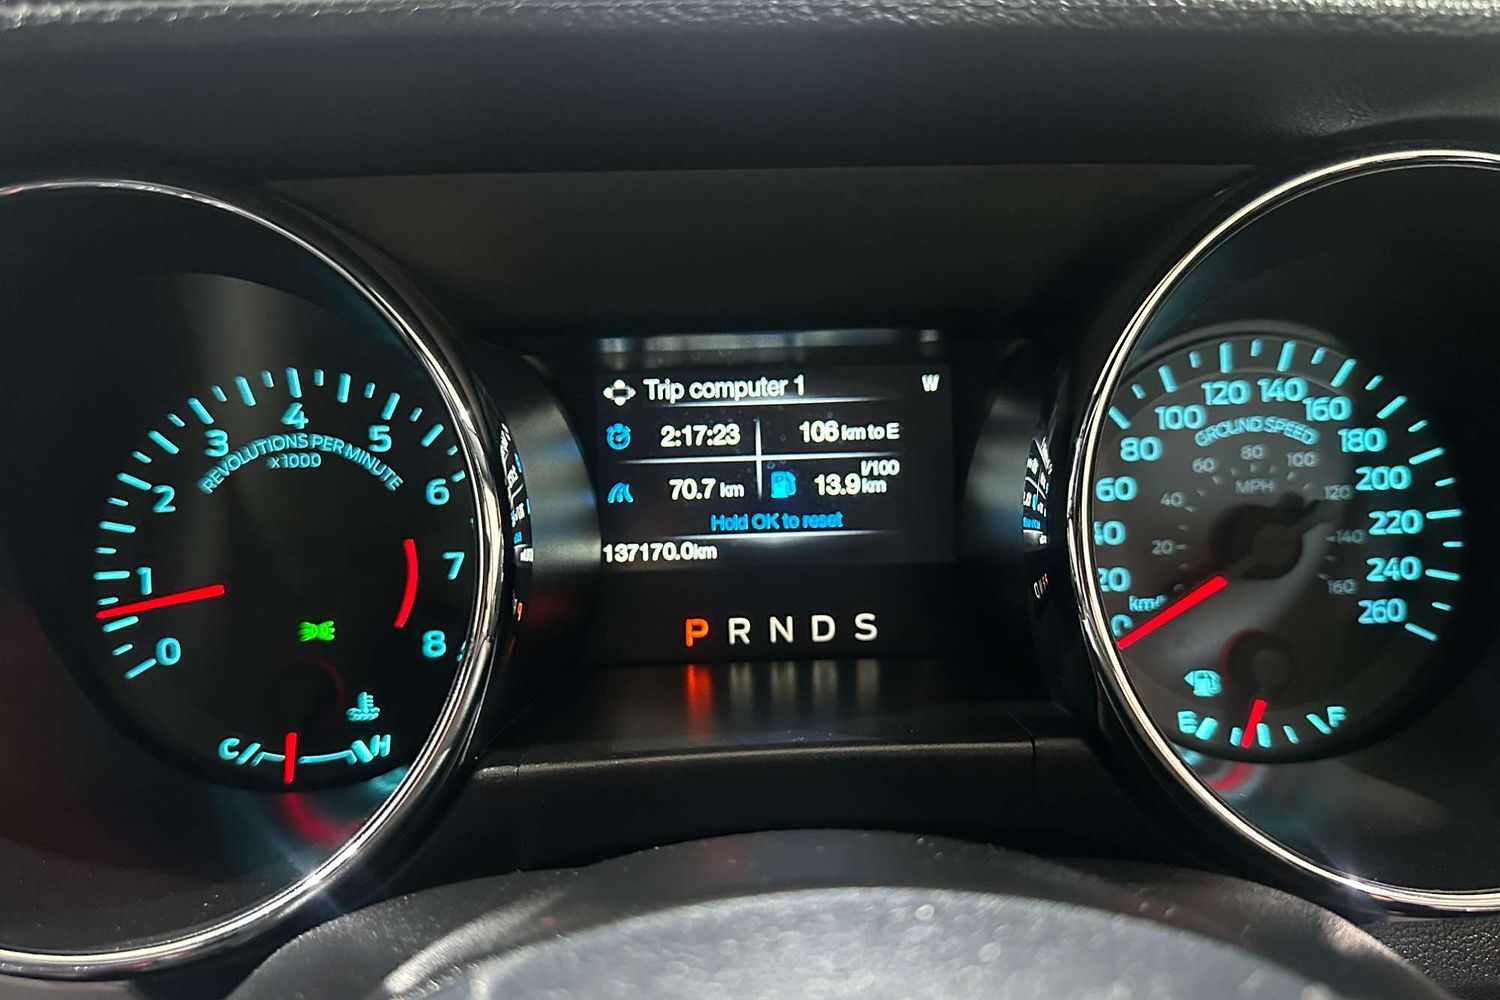 Trip computer 1 W
2:17:23 106 km to E
70.7 km 13.9 l/100 km
Hold OK to reset
137170.0km
P R N D S
0 1 2 3 4 5 6 7 8
REVOLUTIONS PER MINUTE
x1000
C H
20 40 60 80 100 120 140 160 180 200 220 240 260
GROUND SPEED
20 40 60 80 100 120 140 160
MPH
E F